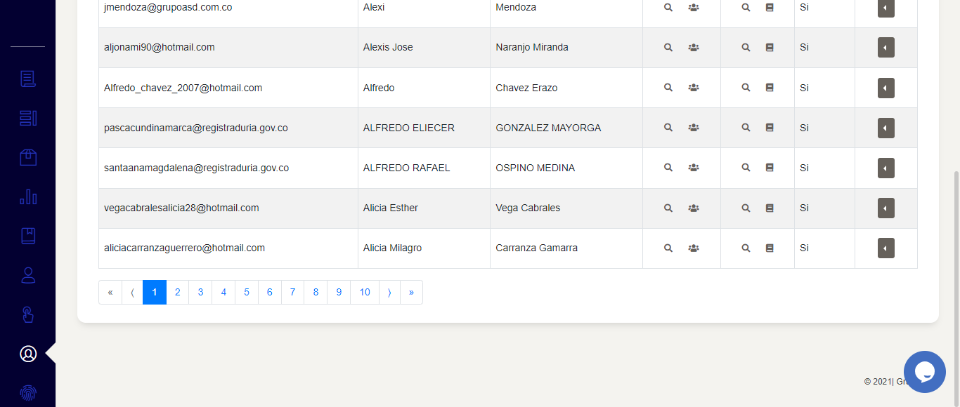 jmendoza@grupoasd.com.co Alexi Mendoza Si
aljonami90@hotmail.com Alexis Jose Naranjo Miranda Si
Alfredo_chavez_2007@hotmail.com Alfredo Chavez Erazo Si
pascacundinamarca@registraduria.gov.co ALFREDO ELIECER GONZALEZ MAYORGA Si
santaanamagdalena@registraduria.gov.co ALFREDO RAFAEL OSPINO MEDINA Si
vegacabralesalicia28@hotmail.com Alicia Esther Vega Cabrales Si
aliciacarranzaguerrero@hotmail.com Alicia Milagro Carranza Gamarra Si
« ⟨ 1 2 3 4 5 6 7 8 9 10 ⟩ »
© 2021|